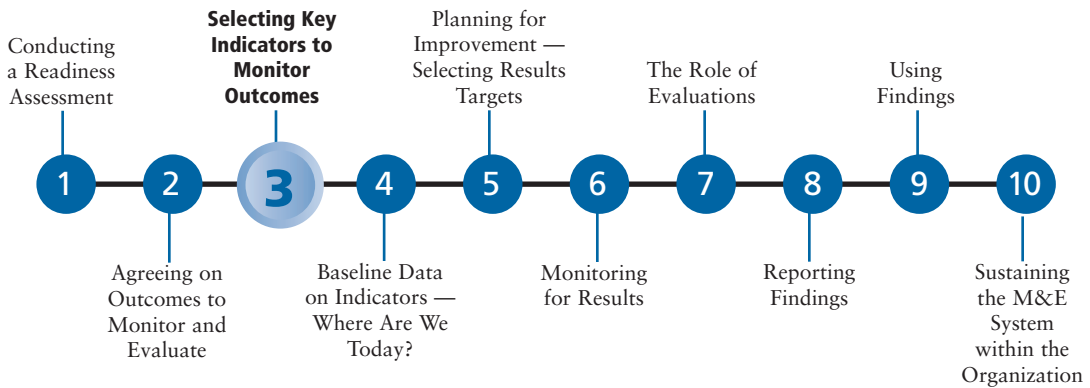 Conducting
a Readiness
Assessment
Selecting Key
Indicators to
Monitor
Outcomes
Planning for
Improvement —
Selecting Results
Targets
The Role of
Evaluations
Using
Findings
1
2
3
4
5
6
7
8
9
10
Agreeing on
Outcomes to
Monitor and
Evaluate
Baseline Data
on Indicators —
Where Are We
Today?
Monitoring
for Results
Reporting
Findings
Sustaining
the M&E
System
within the
Organization